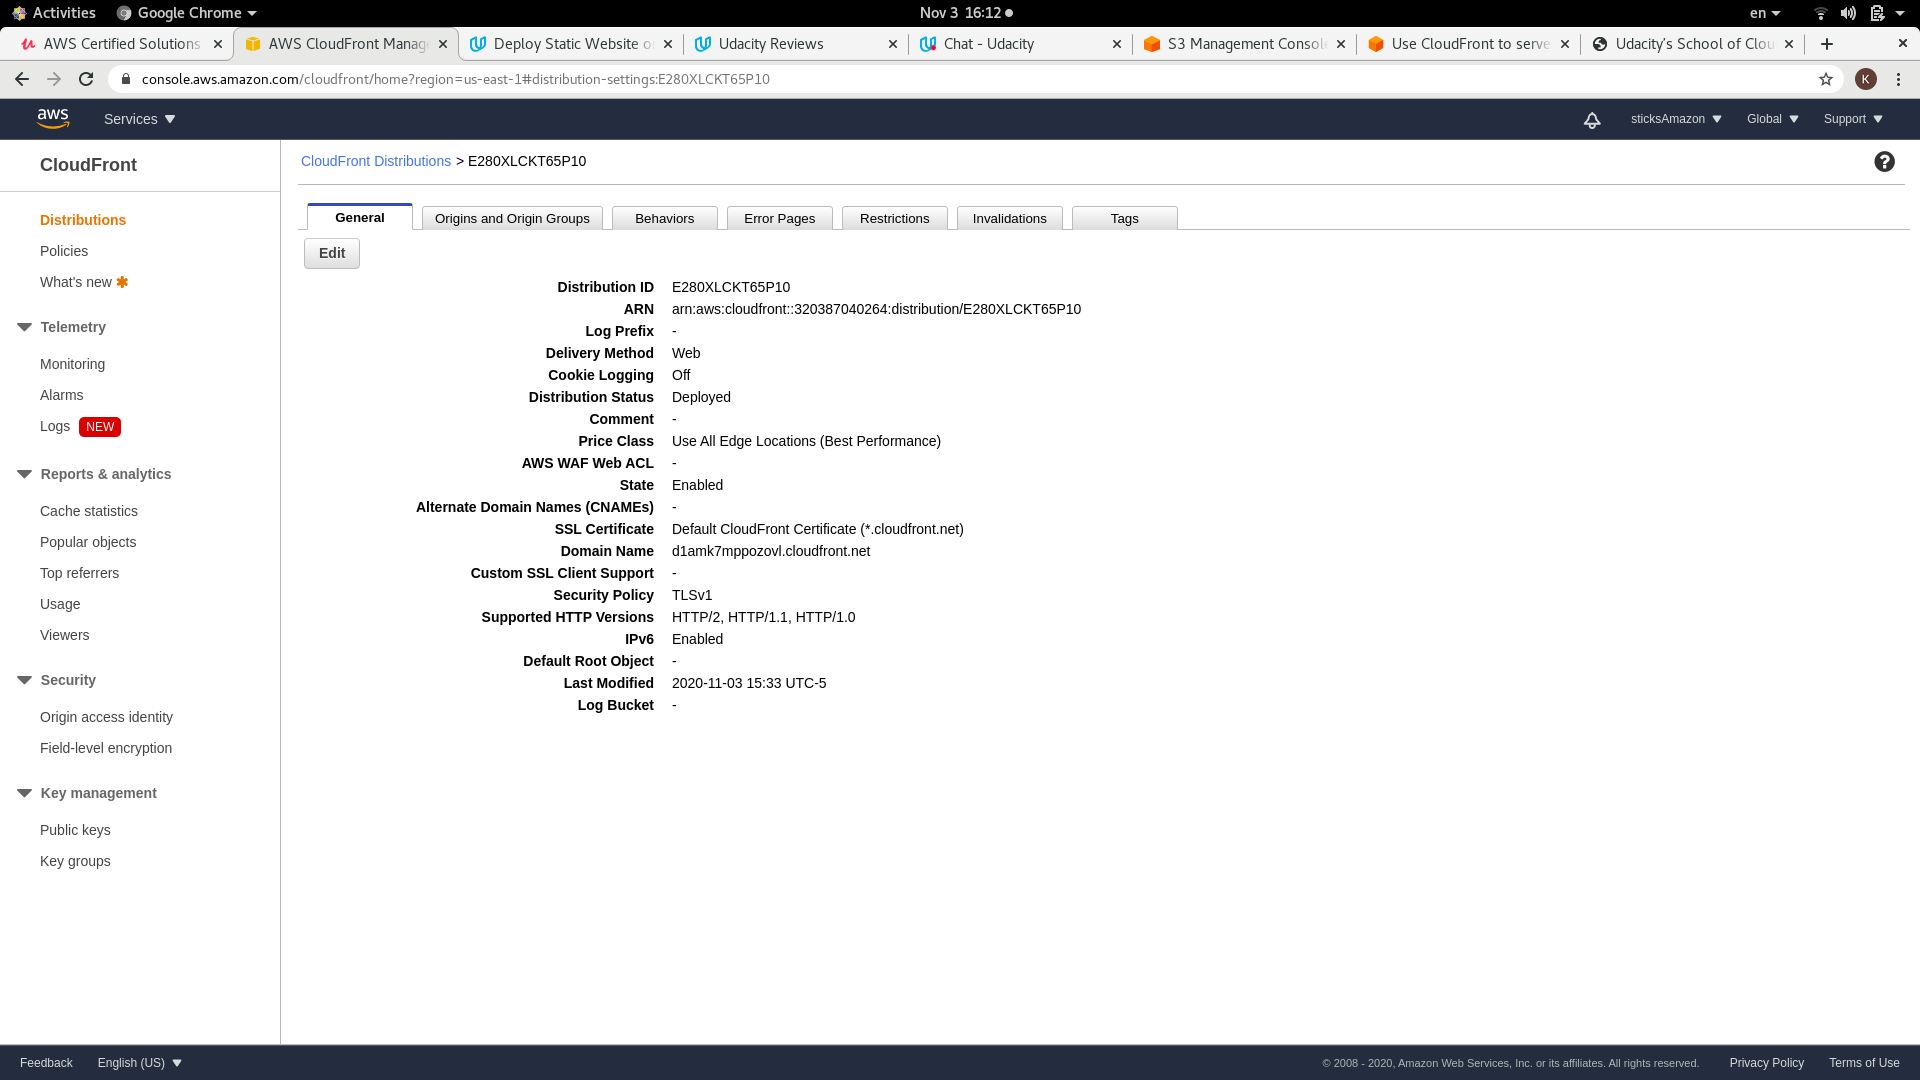 Activities Google Chrome Nov 3 16:12 en
AWS Certified Solutions AWS CloudFront Manage Deploy Static Website o Udacity Reviews Chat - Udacity S3 Management Console Use CloudFront to serve Udacity's School of Clou
console.aws.amazon.com/cloudfront/home?region=us-east-1#distribution-settings:E280XLCKT65P10 K
aws Services sticksAmazon Global Support
CloudFront
Distributions
Policies
What's new
Telemetry
Monitoring
Alarms
Logs NEW
Reports & analytics
Cache statistics
Popular objects
Top referrers
Usage
Viewers
Security
Origin access identity
Field-level encryption
Key management
Public keys
Key groups
CloudFront Distributions > E280XLCKT65P10
General Origins and Origin Groups Behaviors Error Pages Restrictions Invalidations Tags
Edit
Distribution ID E280XLCKT65P10
ARN arn:aws:cloudfront::320387040264:distribution/E280XLCKT65P10
Log Prefix -
Delivery Method Web
Cookie Logging Off
Distribution Status Deployed
Comment -
Price Class Use All Edge Locations (Best Performance)
AWS WAF Web ACL -
State Enabled
Alternate Domain Names (CNAMEs) -
SSL Certificate Default CloudFront Certificate (*.cloudfront.net)
Domain Name d1amk7mppozovl.cloudfront.net
Custom SSL Client Support -
Security Policy TLSv1
Supported HTTP Versions HTTP/2, HTTP/1.1, HTTP/1.0
IPv6 Enabled
Default Root Object -
Last Modified 2020-11-03 15:33 UTC-5
Log Bucket -
Feedback English (US) © 2008 - 2020, Amazon Web Services, Inc. or its affiliates. All rights reserved. Privacy Policy Terms of Use